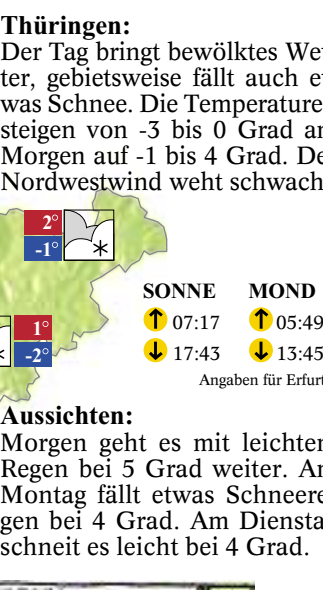 Thüringen:
Der Tag bringt bewölktes Wet
ter, gebietsweise fällt auch et
was Schnee. Die Temperature
steigen von -3 bis 0 Grad am
Morgen auf -1 bis 4 Grad. De
Nordwestwind weht schwach
2°
-1°
1°
-2°
SONNE MOND
07:17 05:49
17:43 13:45
Angaben für Erfurt
Aussichten:
Morgen geht es mit leichten
Regen bei 5 Grad weiter. Am
Montag fällt etwas Schneere
gen bei 4 Grad. Am Diensta
schneit es leicht bei 4 Grad.